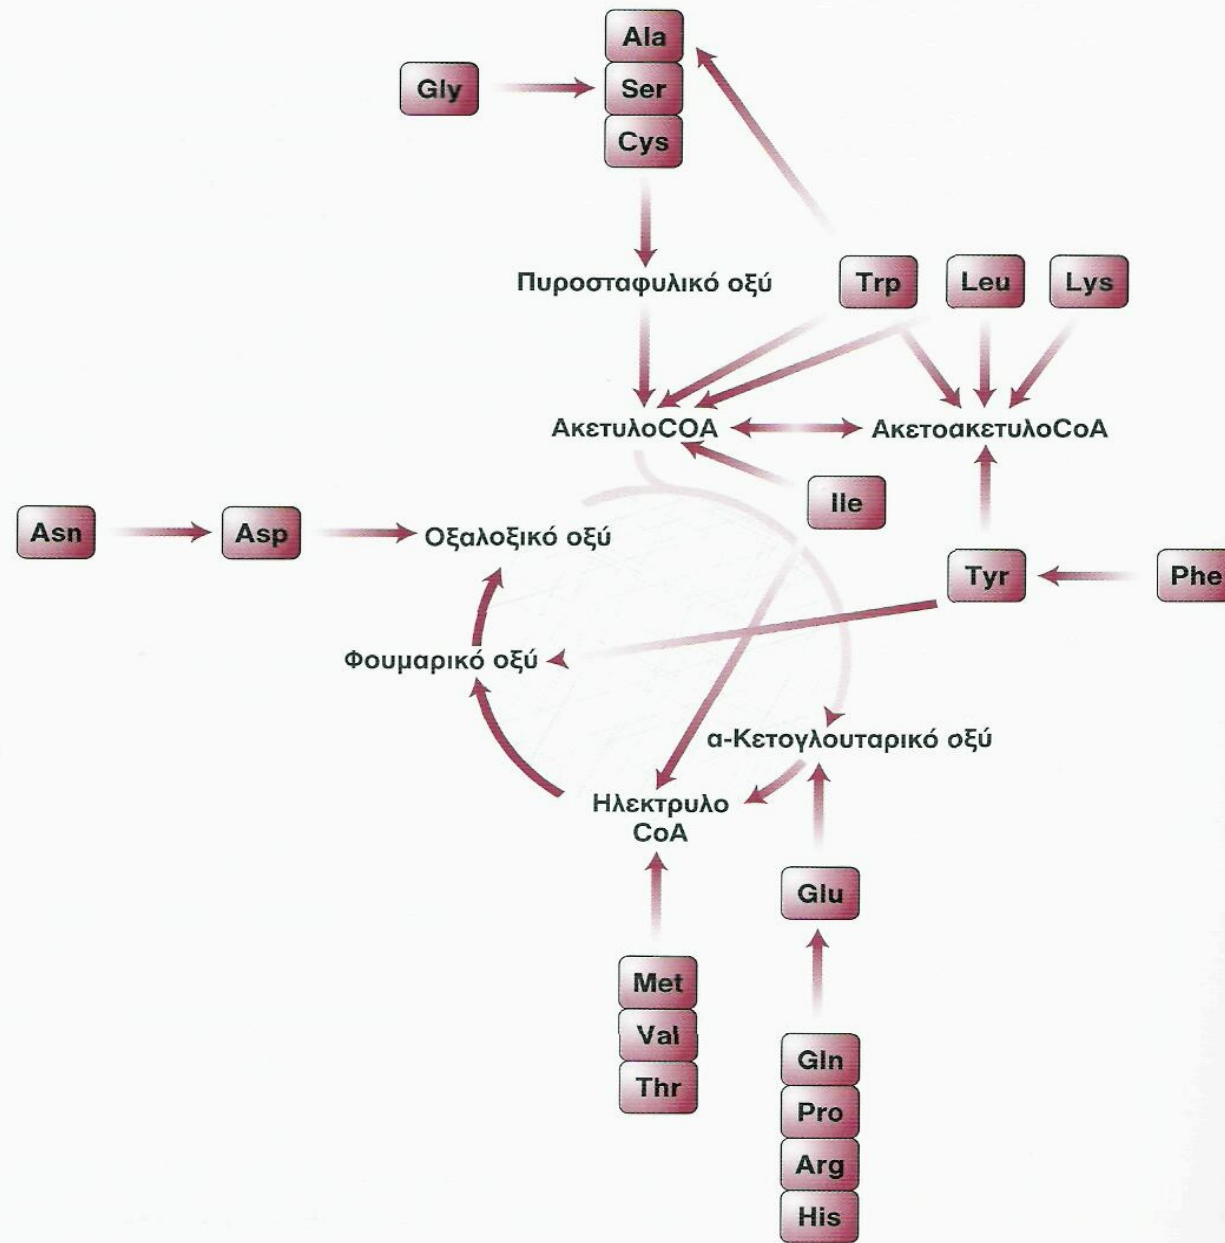 Ala
Gly
Ser
Cys
Πυροσταφυλικό οξύ
Trp
Leu
Lys
ΑκετυλοCOA
ΑκετοακετυλοCoA
Ile
Asn
Asp
Οξαλοξικό οξύ
Tyr
Phe
Φουμαρικό οξύ
α-Κετογλουταρικό οξύ
Ηλεκτρυλο
CoA
Glu
Met
Val
Thr
Gln
Pro
Arg
His